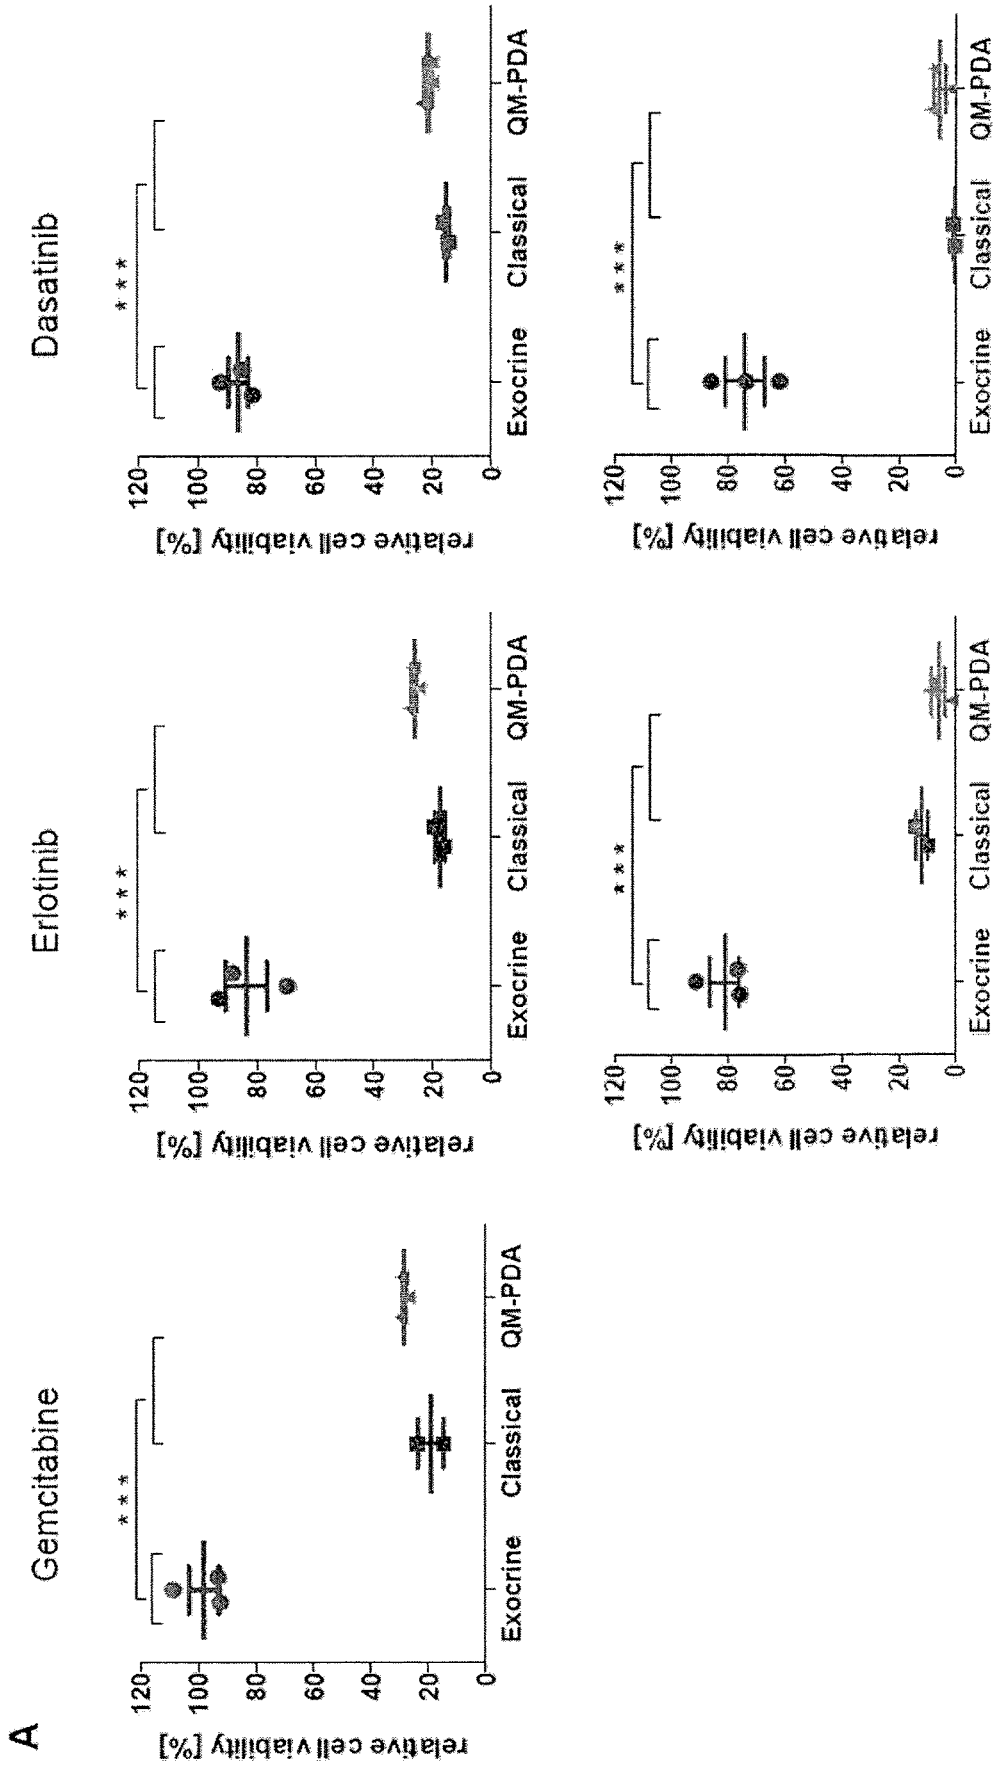 A
Gemcitabine
Erlotinib
Dasatinib
relative cell viability [%]
120
100
80
60
40
20
0
***
Exocrine Classical QM-PDA
relative cell viability [%]
120
100
80
60
40
20
0
***
Exocrine Classical QM-PDA
relative cell viability [%]
120
100
80
60
40
20
0
***
Exocrine Classical QM-PDA
relative cell viability [%]
120
100
80
60
40
20
0
***
Exocrine Classical QM-PDA
relative cell viability [%]
120
100
80
60
40
20
0
***
Exocrine Classical QM-PDA